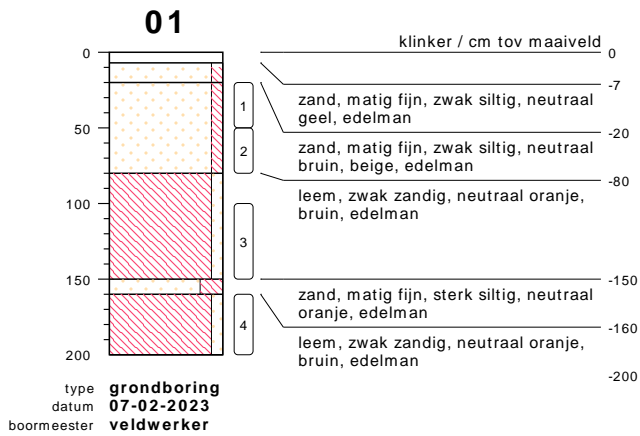 01
klinker / cm tov maaiveld
0
0
-7
zand, matig fijn, zwak siltig, neutraal
geel, edelman
-20
1
50
zand, matig fijn, zwak siltig, neutraal
bruin, beige, edelman
2
-80
leem, zwak zandig, neutraal oranje,
bruin, edelman
100
3
150
-150
zand, matig fijn, sterk siltig, neutraal
oranje, edelman
-160
4
leem, zwak zandig, neutraal oranje,
bruin, edelman
200
-200
type grondboring
datum 07-02-2023
boormeester veldwerker